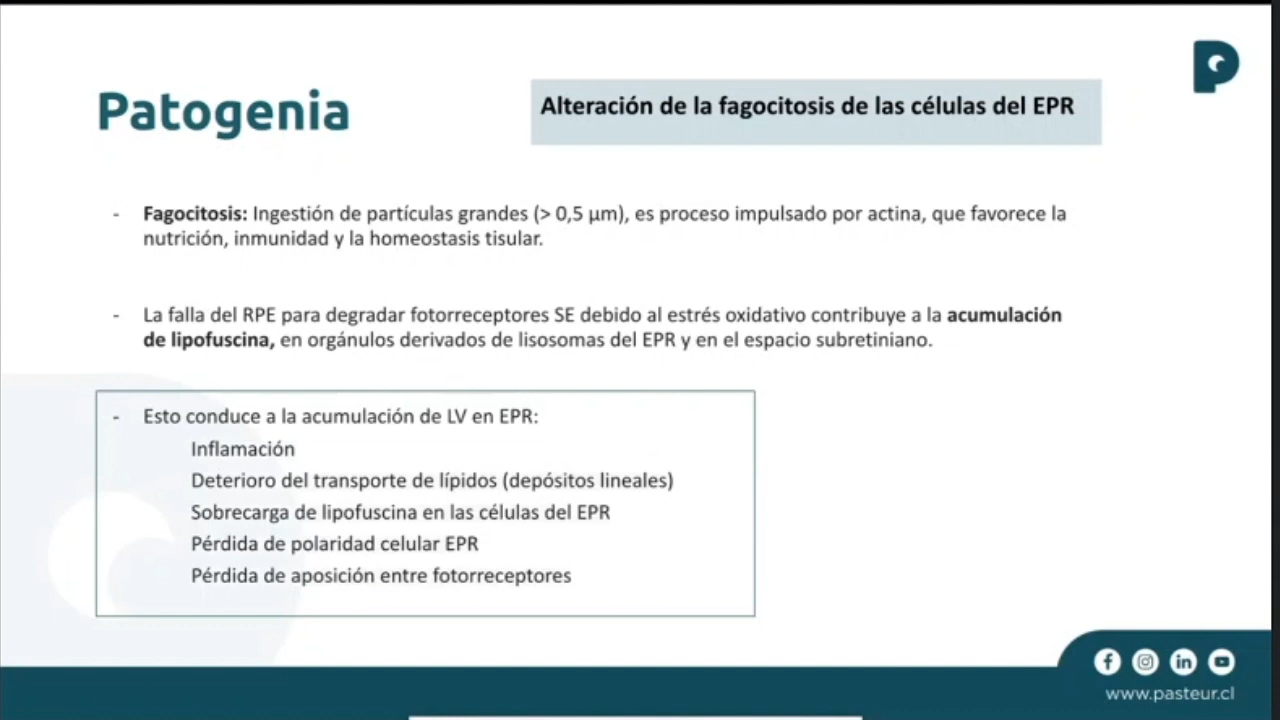 Patogenia
Alteración de la fagocitosis de las células del EPR
- Fagocitosis: Ingestión de partículas grandes (> 0,5 μm), es proceso impulsado por actina, que favorece la
nutrición, inmunidad y la homeostasis tisular.
- La falla del RPE para degradar fotorreceptores SE debido al estrés oxidativo contribuye a la acumulación
de lipofuscina, en orgánulos derivados de lisosomas del EPR y en el espacio subretiniano.
- Esto conduce a la acumulación de LV en EPR:
Inflamación
Deterioro del transporte de lípidos (depósitos lineales)
Sobrecarga de lipofuscina en las células del EPR
Pérdida de polaridad celular EPR
Pérdida de aposición entre fotorreceptores
www.pasteur.cl